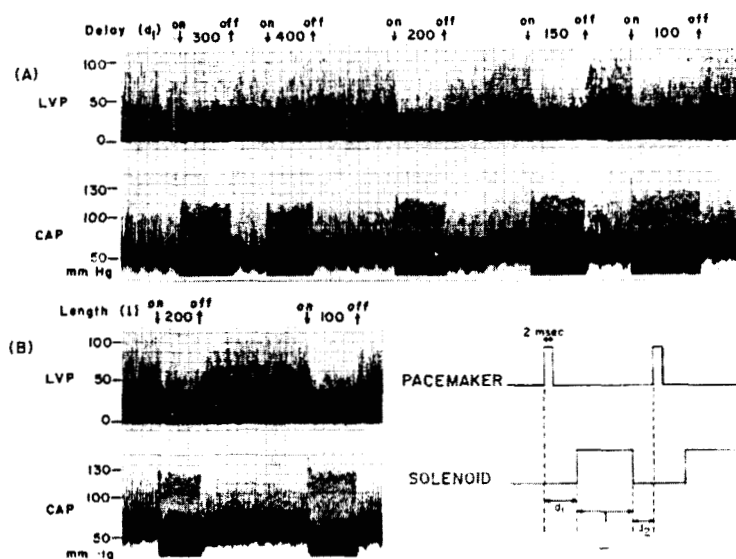 on off on off on off on off on off
Delay (d₁) ↓ 300 ↑ ↓ 400 ↑ ↓ 200 ↑ ↓ 150 ↑ ↓ 100 ↑
(A)
100
LVP
50
0
130
100
CAP
50
mm Hg
on off on off
Length (l) ↓ 200 ↑ ↓ 100 ↑
(B)
100
LVP
50
0
130
100
CAP
50
mm Hg
2 msec
PACEMAKER
SOLENOID
d₁
l
d₂